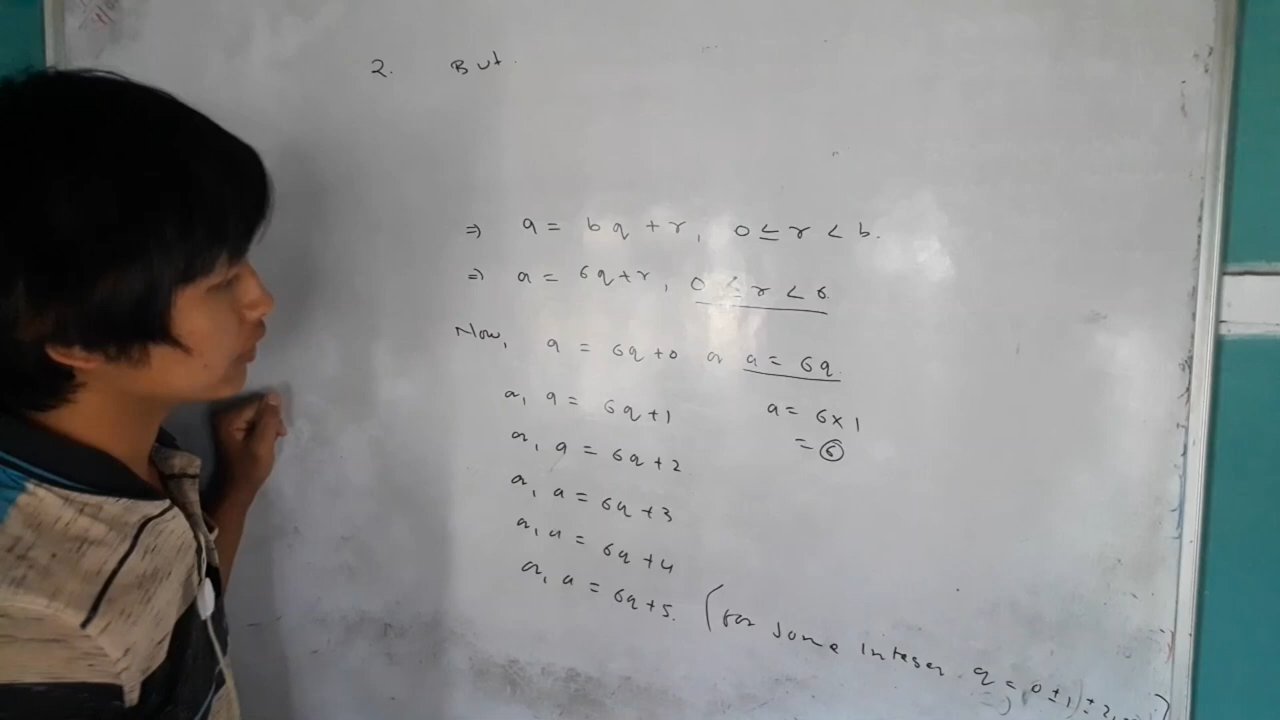 2. But.
⇒ a = bq + r, 0 ≤ r < b.
⇒ a = 6q + r, 0 ≤ r < 6.
Now, a = 6q + 0 or a = 6q.
or, a = 6q + 1
a = 6 × 1
= 6
or, a = 6q + 2
or, a = 6q + 3
or, a = 6q + 4
or, a = 6q + 5. (for some integer q = 0 ± 1, ± 2,